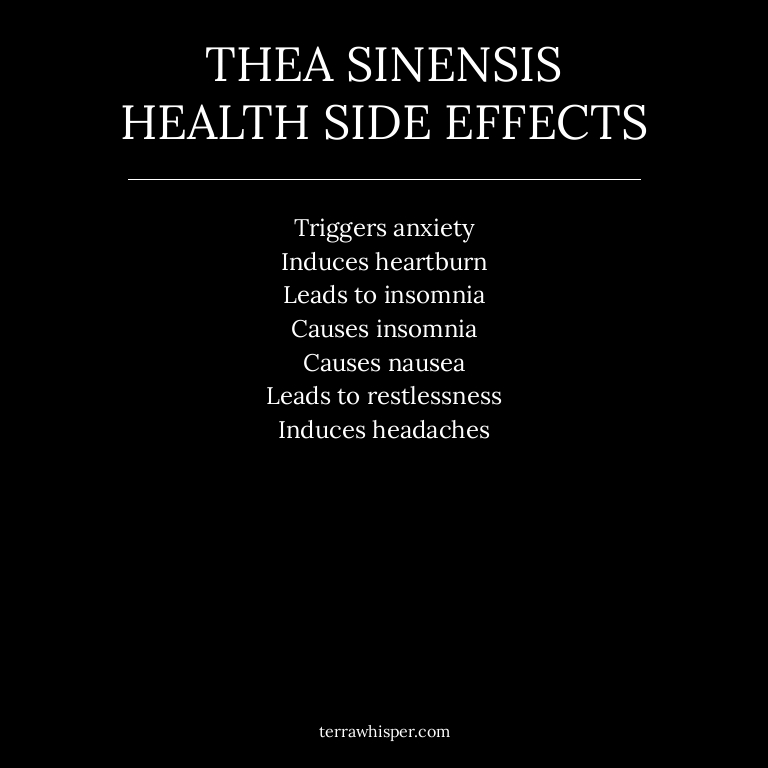 THEA SINENSIS
HEALTH SIDE EFFECTS
Triggers anxiety
Induces heartburn
Leads to insomnia
Causes insomnia
Causes nausea
Leads to restlessness
Induces headaches
terrawhisper.com